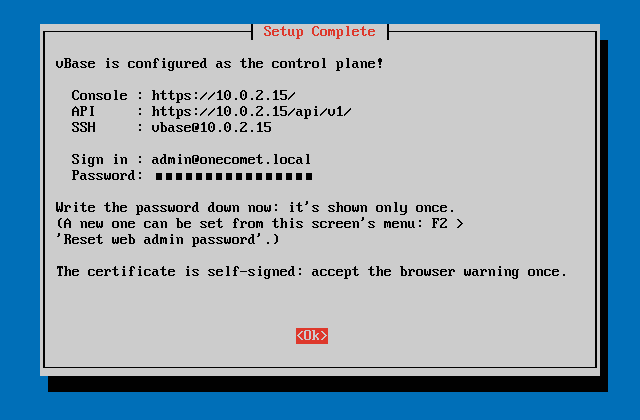 Setup Complete
vBase is configured as the control plane!
Console : https://10.0.2.15/
API : https://10.0.2.15/api/v1/
SSH : vbase@10.0.2.15
Sign in : admin@onecomet.local
Password: ■■■■■■■■■■■■■■■■
Write the password down now: it's shown only once.
(A new one can be set from this screen's menu: F2 >
'Reset web admin password'.)
The certificate is self-signed: accept the browser warning once.
<Ok>